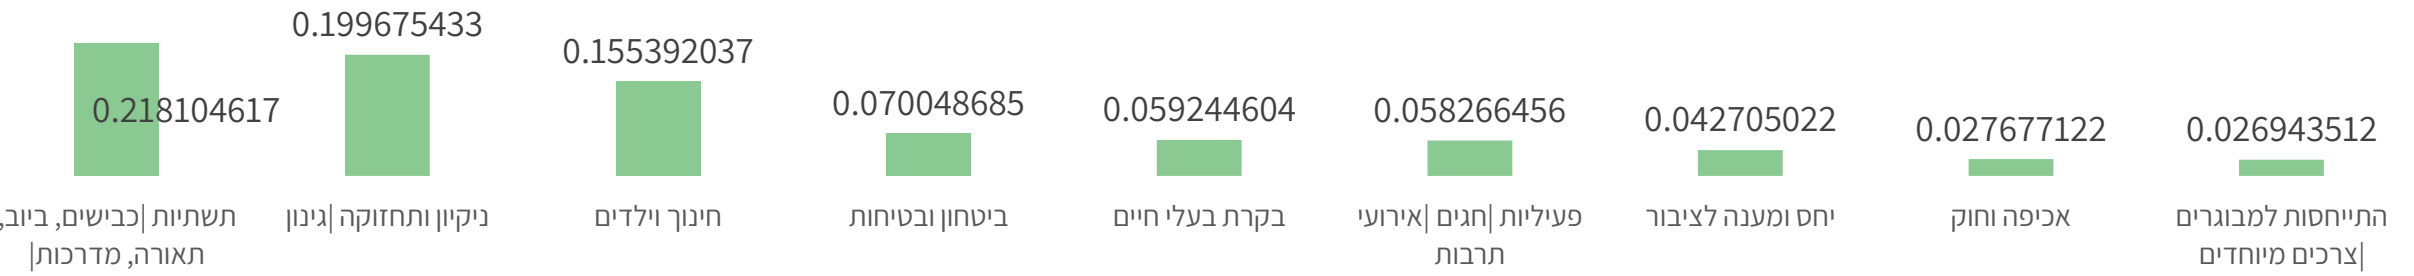 0.218104617
0.199675433
0.155392037
0.070048685
0.059244604
0.058266456
0.042705022
0.027677122
0.026943512
תשתיות |כבישים, ביוב,
תאורה, מדרכות|
ניקיון ותחזוקה |גינון
חינוך וילדים
ביטחון ובטיחות
בקרת בעלי חיים
פעיליות |חגים |אירועי
תרבות
יחס ומענה לציבור
אכיפה וחוק
התייחסות למבוגרים
|צרכים מיוחדים